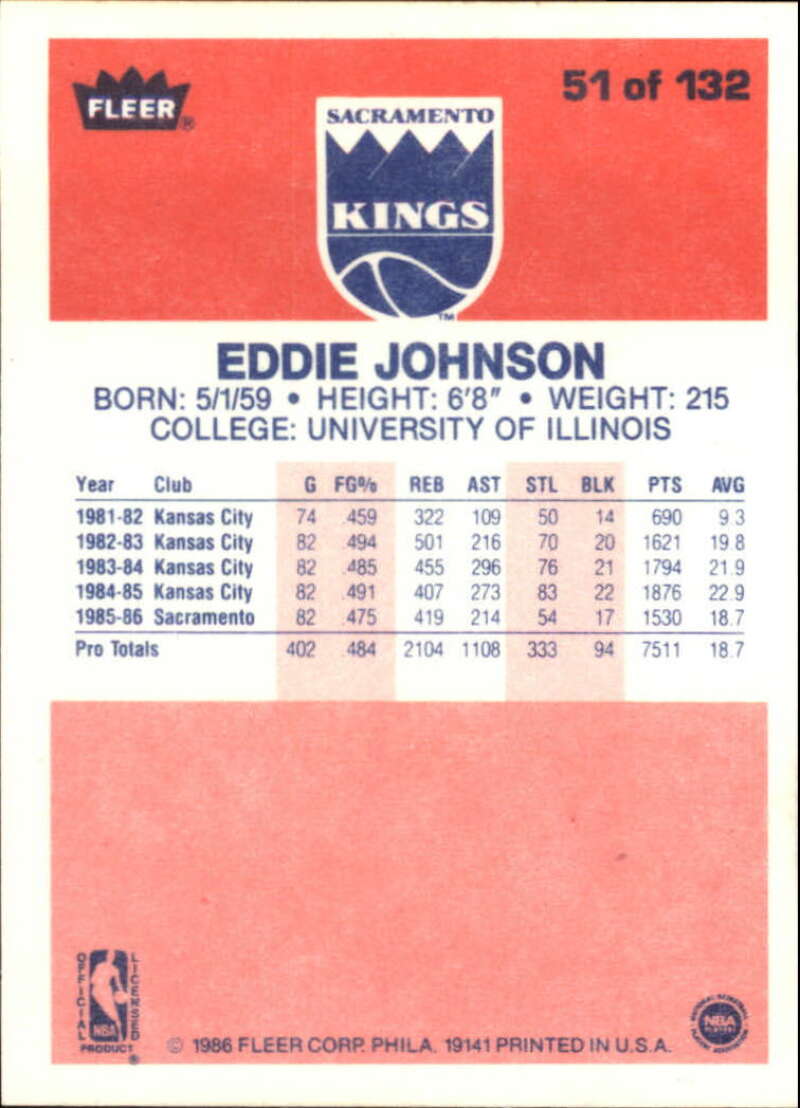 51 of 132
FLEER®
SACRAMENTO
KINGS
TM
EDDIE JOHNSON
BORN: 5/1/59 • HEIGHT: 6'8" • WEIGHT: 215
COLLEGE: UNIVERSITY OF ILLINOIS
Year Club G FG% REB AST STL BLK PTS AVG
1981-82 Kansas City 74 .459 322 109 50 14 690 9.3
1982-83 Kansas City 82 .494 501 216 70 20 1621 19.8
1983-84 Kansas City 82 .485 455 296 76 21 1794 21.9
1984-85 Kansas City 82 .491 407 273 83 22 1876 22.9
1985-86 Sacramento 82 .475 419 214 54 17 1530 18.7
Pro Totals 402 .484 2104 1108 333 94 7511 18.7
OFFICIAL
LICENSED
NBA
PRODUCT ®
© 1986 FLEER CORP. PHILA. 19141 PRINTED IN U.S.A.
NATIONAL BASKETBALL
NBA
PLAYERS